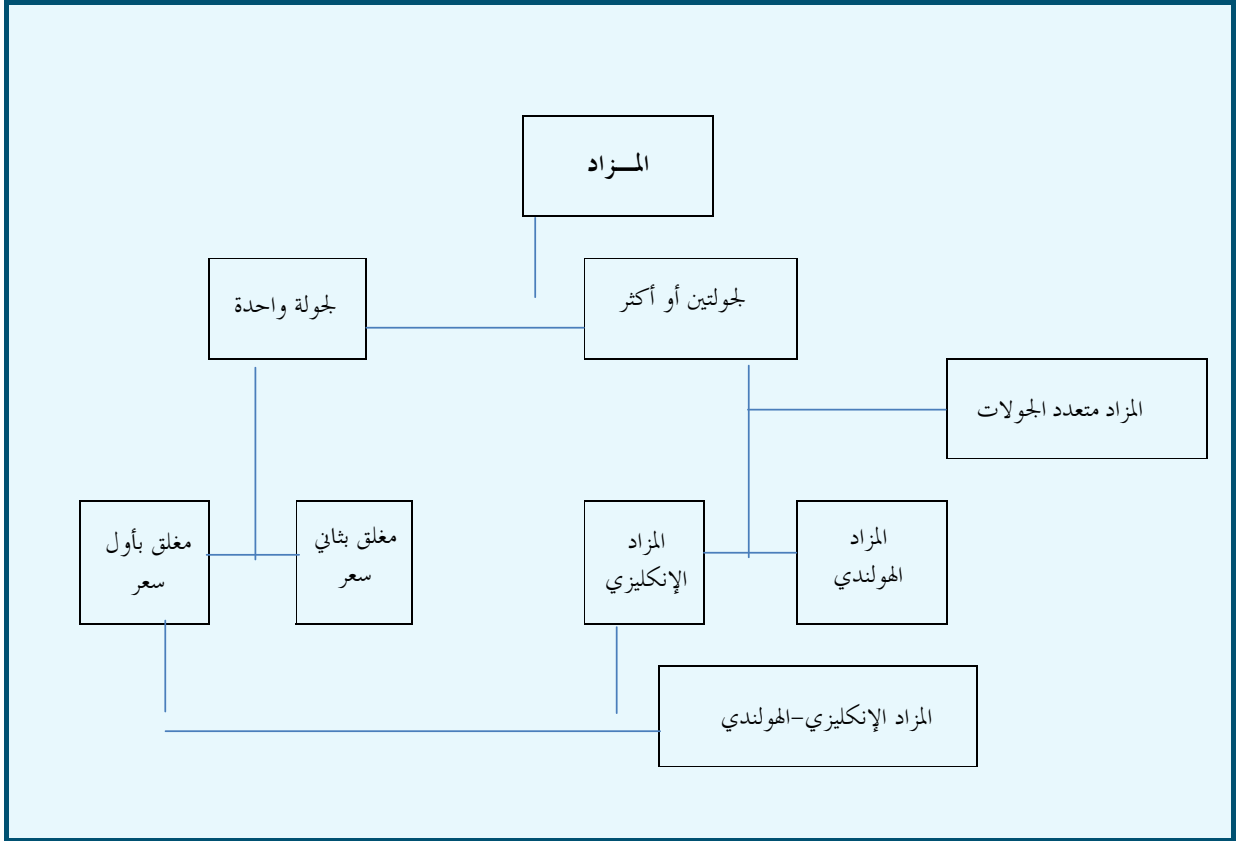 المــزاد
لجولتين أو أكثر
لجولة واحدة
المزاد متعدد الجولات
المزاد
الهولندي
المزاد
الإنكليزي
مغلق بثاني
سعر
مغلق بأول
سعر
المزاد الإنكليزي-الهولندي